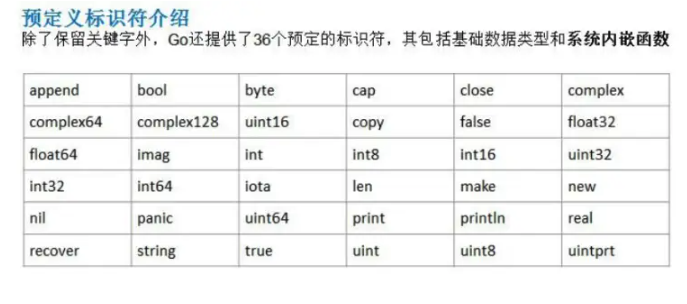 预定义标识符介绍
除了保留关键字外，Go还提供了36个预定的标识符，其包括基础数据类型和系统内嵌函数
append bool byte cap close complex
complex64 complex128 uint16 copy false float32
float64 imag int int8 int16 uint32
int32 int64 iota len make new
nil panic uint64 print println real
recover string true uint uint8 uintprt